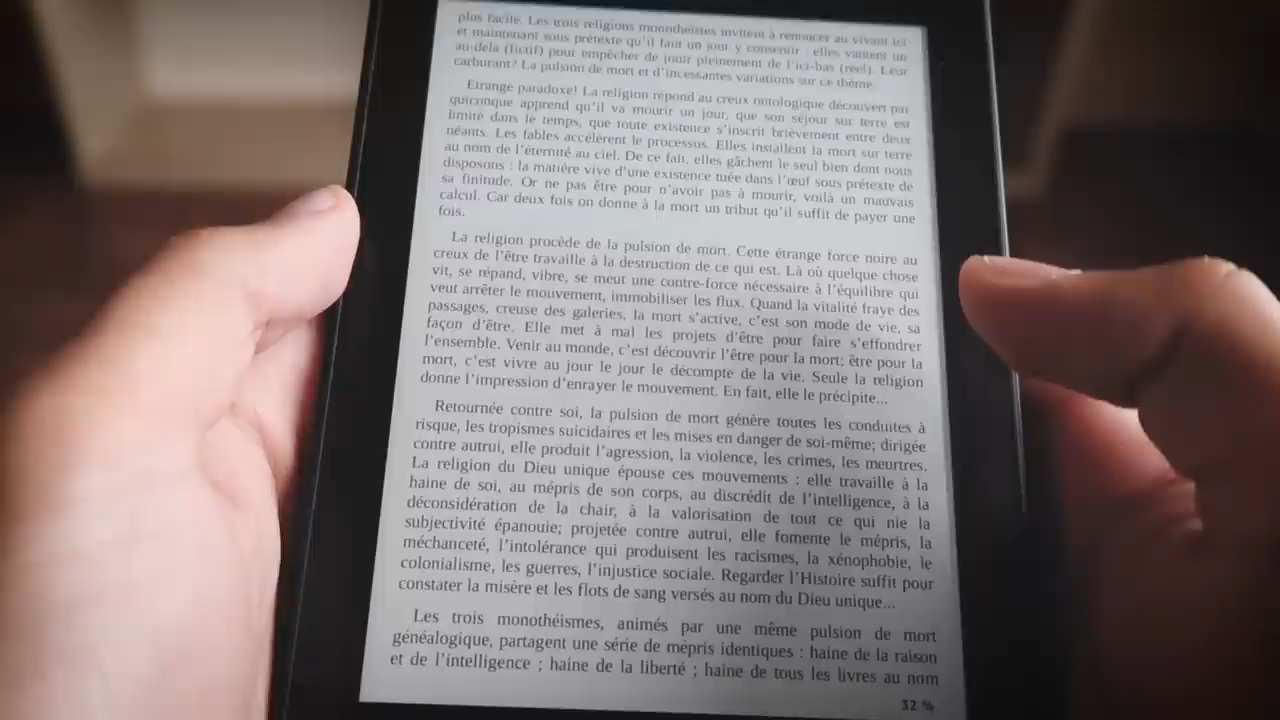 plus facile. Les trois religions monothéistes invitent à renoncer au vivant ici
et maintenant sous prétexte qu'il faut un jour y consentir : elles vantent un
au-delà (fictif) pour empêcher de jouir pleinement de l'ici-bas (réel). Leur
carburant? La pulsion de mort et d'incessantes variations sur ce thème.
Etrange paradoxe! La religion répond au creux ontologique découvert par
quiconque apprend qu'il va mourir un jour, que son séjour sur terre est
limité dans le temps, que toute existence s'inscrit brièvement entre deux
néants. Les fables accélèrent le processus. Elles installent la mort sur terre
au nom de l'éternité au ciel. De ce fait, elles gâchent le seul bien dont nous
disposons : la matière vive d'une existence tuée dans l'œuf sous prétexte de
sa finitude. Or ne pas être pour n'avoir pas à mourir, voilà un mauvais
calcul. Car deux fois on donne à la mort un tribut qu'il suffit de payer une
fois.
La religion procède de la pulsion de mort. Cette étrange force noire au
creux de l'être travaille à la destruction de ce qui est. Là où quelque chose
vit, se répand, vibre, se meur une contre-force nécessaire à l'équilibre qui
veut arrêter le mouvement, immobiliser les flux. Quand la vitalité fraye des
passages, creuse des galeries, la mort s'active, c'est son mode de vie, sa
façon d'être. Elle met à mal les projets d'être pour faire s'effondrer
l'ensemble. Venir au monde, c'est découvrir l'être pour la mort; être pour la
mort, c'est vivre au jour le jour le décompte de la vie. Seule la religion
donne l'impression d'enrayer le mouvement. En fait, elle le précipite...
Retournée contre soi, la pulsion de mort génère toutes les conduites à
risque, les tropismes suicidaires et les mises en danger de soi-même; dirigée
contre autrui, elle produit l'agression, la violence, les crimes, les meurtres.
La religion du Dieu unique épouse ces mouvements : elle travaille à la
haine de soi, au mépris de son corps, au discrédit de l'intelligence, à la
déconsidération de la chair, à la valorisation de tout ce qui nie la
subjectivité épanouie; projetée contre autrui, elle fomente le mépris, la
méchanceté, l'intolérance qui produisent les racismes, la xénophobie, le
colonialisme, les guerres, l'injustice sociale. Regarder l'Histoire suffit pour
constater la misère et les flots de sang versés au nom du Dieu unique...
Les trois monothéismes, animés par une même pulsion de mort
généalogique, partagent une série de mépris identiques : haine de la raison
et de l'intelligence ; haine de la liberté ; haine de tous les livres au nom
32 %